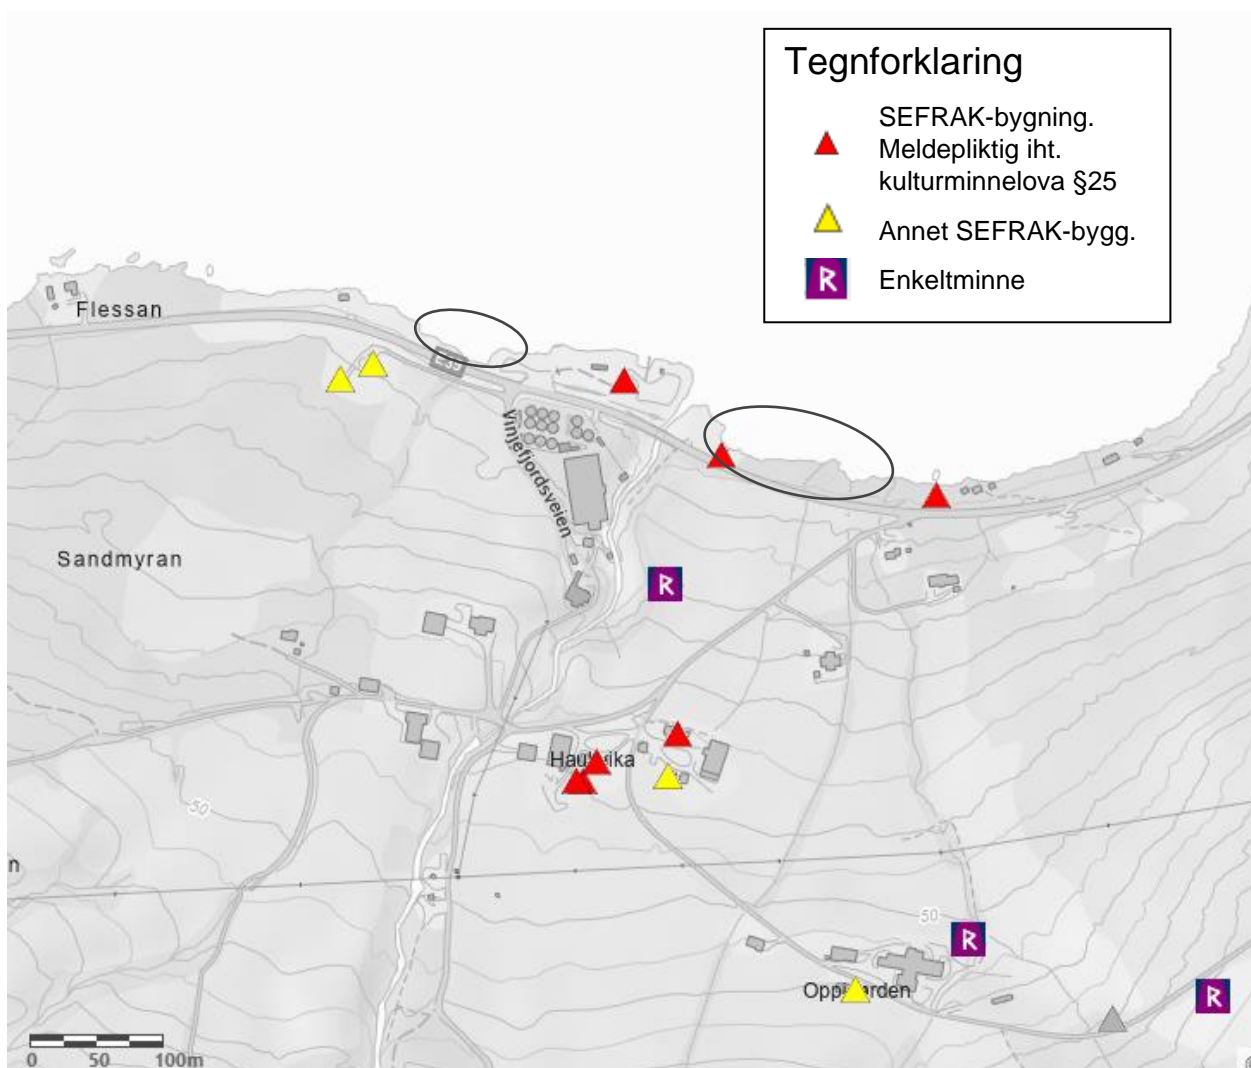 Tegnforklaring
SEFRAK-bygning.
Meldepliktig iht.
kulturminnelova §25
Annet SEFRAK-bygg.
R Enkeltminne
Flessan
Vinjefjordsveien
Sandmyran
R
50
n
50
R
R
0 50 100m